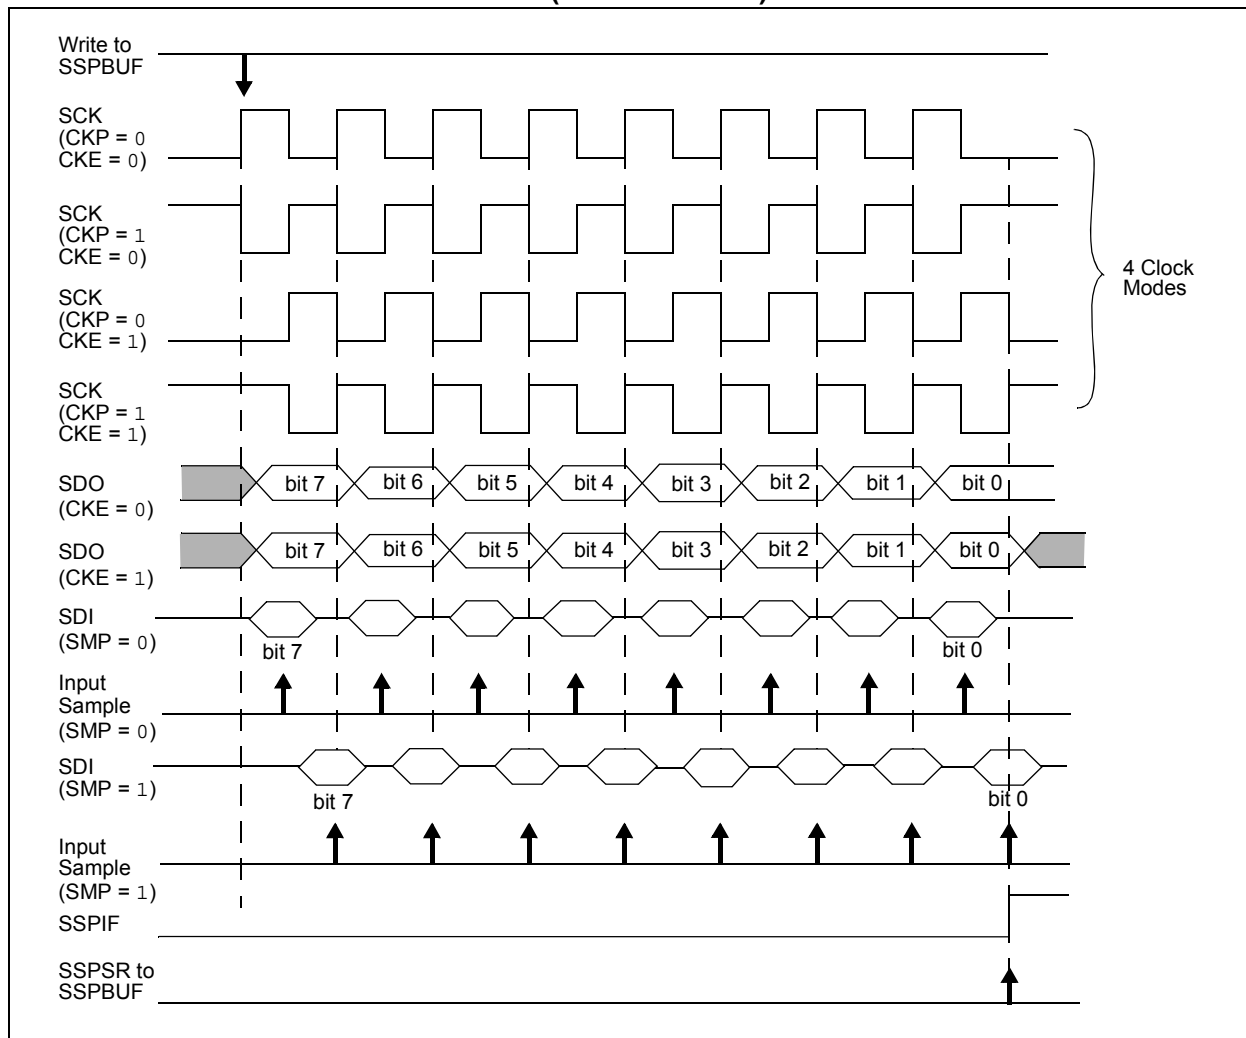 Write to
SSPBUF
SCK
(CKP = 0
CKE = 0)
SCK
(CKP = 1
CKE = 0)
SCK
(CKP = 0
CKE = 1)
SCK
(CKP = 1
CKE = 1)
4 Clock
Modes
SDO
(CKE = 0)
bit 7 bit 6 bit 5 bit 4 bit 3 bit 2 bit 1 bit 0
SDO
(CKE = 1)
bit 7 bit 6 bit 5 bit 4 bit 3 bit 2 bit 1 bit 0
SDI
(SMP = 0)
bit 7 bit 0
Input
Sample
(SMP = 0)
SDI
(SMP = 1)
bit 7 bit 0
Input
Sample
(SMP = 1)
SSPIF
SSPSR to
SSPBUF